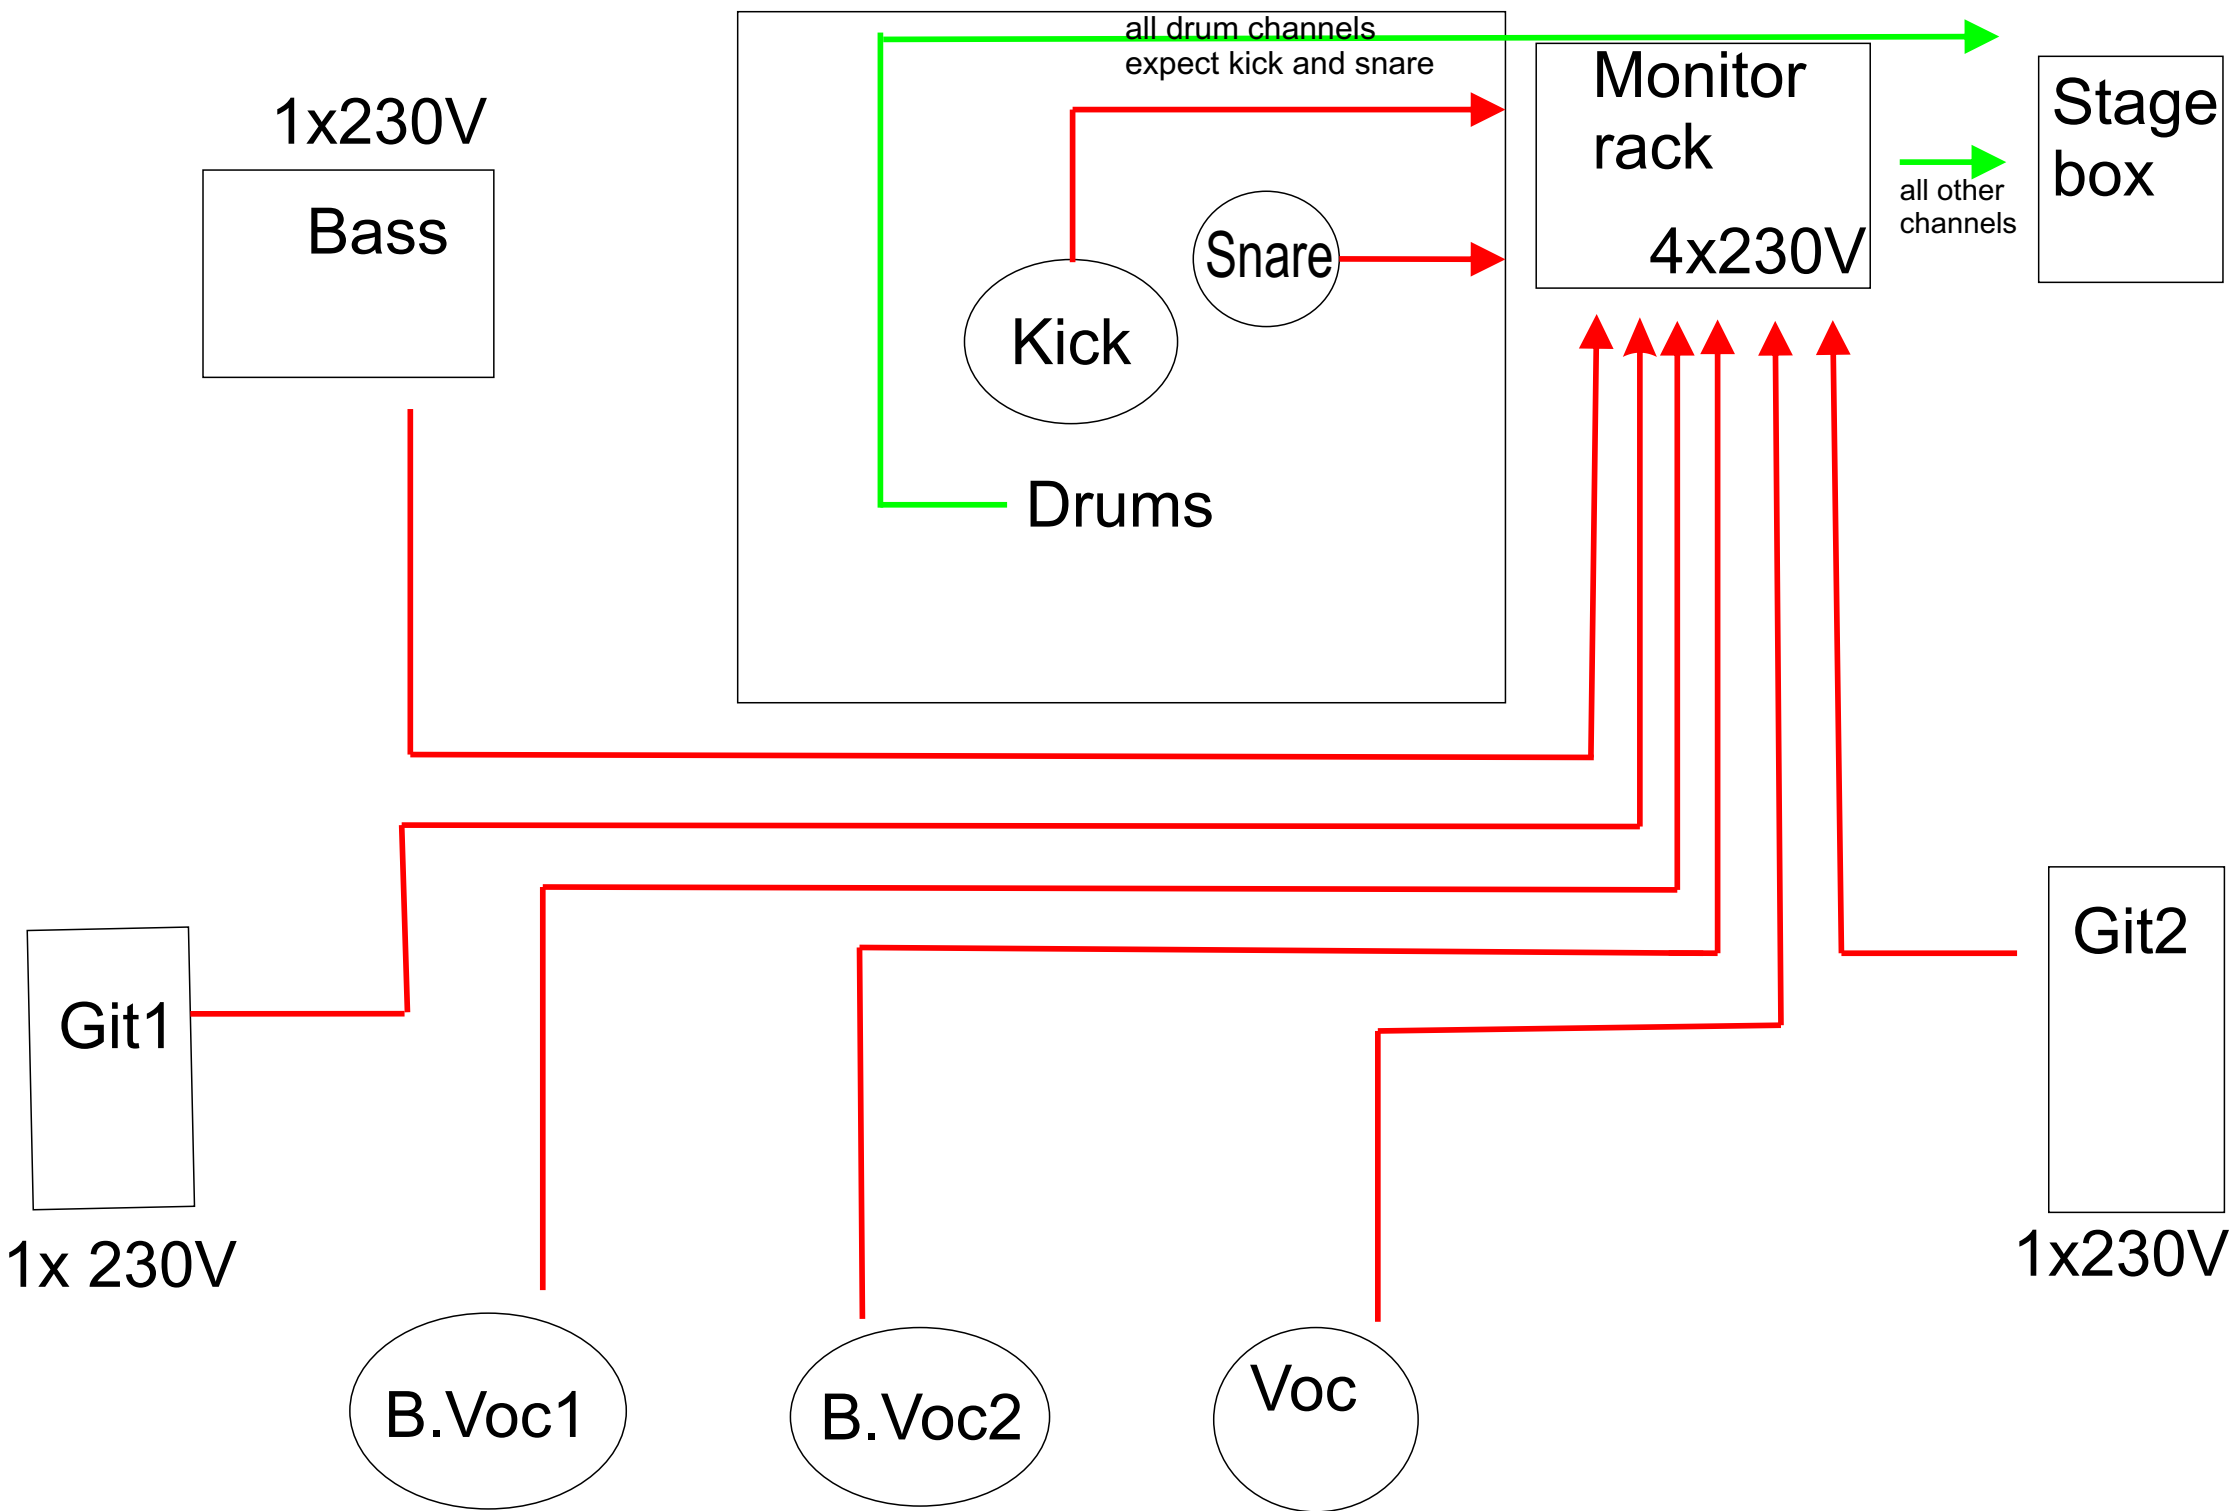 all drum channels
expect kick and snare
Monitor
rack
4x230V
Stage
box
all other
channels
1x230V
Bass
Snare
Kick
Drums
Git1
1x 230V
Git2
1x230V
B.Voc1
B.Voc2
Voc